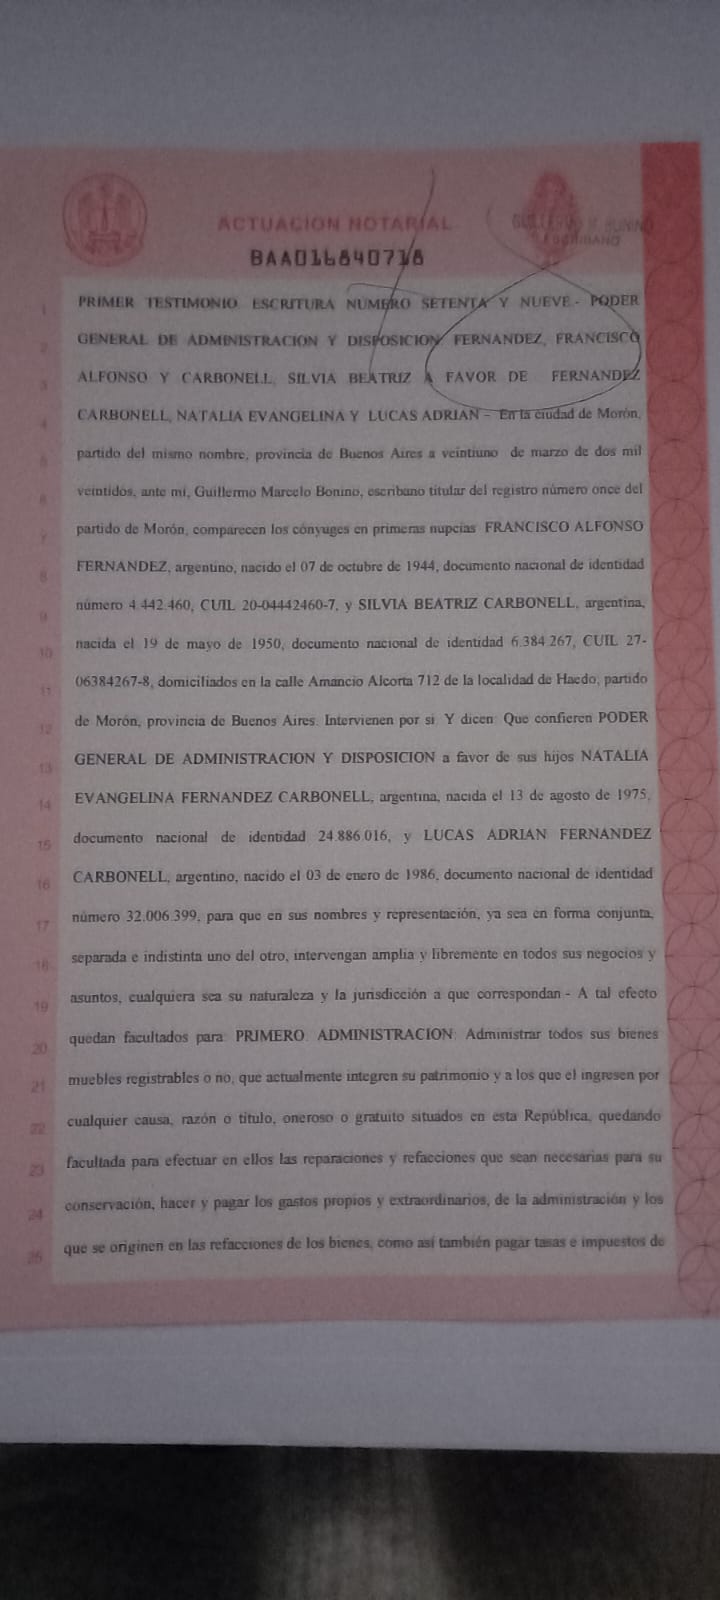 ACTUACION NOTARIAL
BAA016840718
GUILLERMO M. BONINO
ESCRIBANO
1 PRIMER TESTIMONIO. ESCRITURA NUMERO SETENTA Y NUEVE.- PODER
2 GENERAL DE ADMINISTRACION Y DISPOSICION. FERNANDEZ, FRANCISCO
3 ALFONSO Y CARBONELL, SILVIA BEATRIZ A FAVOR DE FERNANDEZ
4 CARBONELL, NATALIA EVANGELINA Y LUCAS ADRIAN.- En la ciudad de Morón,
5 partido del mismo nombre, provincia de Buenos Aires a veintiuno de marzo de dos mil
6 veintidos, ante mi, Guillermo Marcelo Bonino, escribano titular del registro número once del
7 partido de Morón, comparecen los cónyuges en primeras nupcias FRANCISCO ALFONSO
8 FERNANDEZ, argentino, nacido el 07 de octubre de 1944, documento nacional de identidad
9 número 4.442.460, CUIL 20-04442460-7, y SILVIA BEATRIZ CARBONELL, argentina,
10 nacida el 19 de mayo de 1950, documento nacional de identidad 6.384.267, CUIL 27-
11 06384267-8, domiciliados en la calle Amancio Alcorta 712 de la localidad de Haedo, partido
12 de Morón, provincia de Buenos Aires. Intervienen por si. Y dicen: Que confieren PODER
13 GENERAL DE ADMINISTRACION Y DISPOSICION a favor de sus hijos NATALIA
14 EVANGELINA FERNANDEZ CARBONELL, argentina, nacida el 13 de agosto de 1975,
15 documento nacional de identidad 24.886.016, y LUCAS ADRIAN FERNANDEZ
16 CARBONELL, argentino, nacido el 03 de enero de 1986, documento nacional de identidad
17 número 32.006.399, para que en sus nombres y representación, ya sea en forma conjunta,
18 separada e indistinta uno del otro, intervengan amplia y libremente en todos sus negocios y
19 asuntos, cualquiera sea su naturaleza y la jurisdicción a que correspondan.- A tal efecto
20 quedan facultados para: PRIMERO: ADMINISTRACION: Administrar todos sus bienes
21 muebles registrables o no, que actualmente integren su patrimonio y a los que el ingresen por
22 cualquier causa, razón o titulo, oneroso o gratuito situados en esta República, quedando
23 facultada para efectuar en ellos las reparaciones y refacciones que sean necesarias para su
24 conservación, hacer y pagar los gastos propios y extraordinarios, de la administración y los
25 que se originen en las refacciones de los bienes, como así también pagar tasas e impuestos de